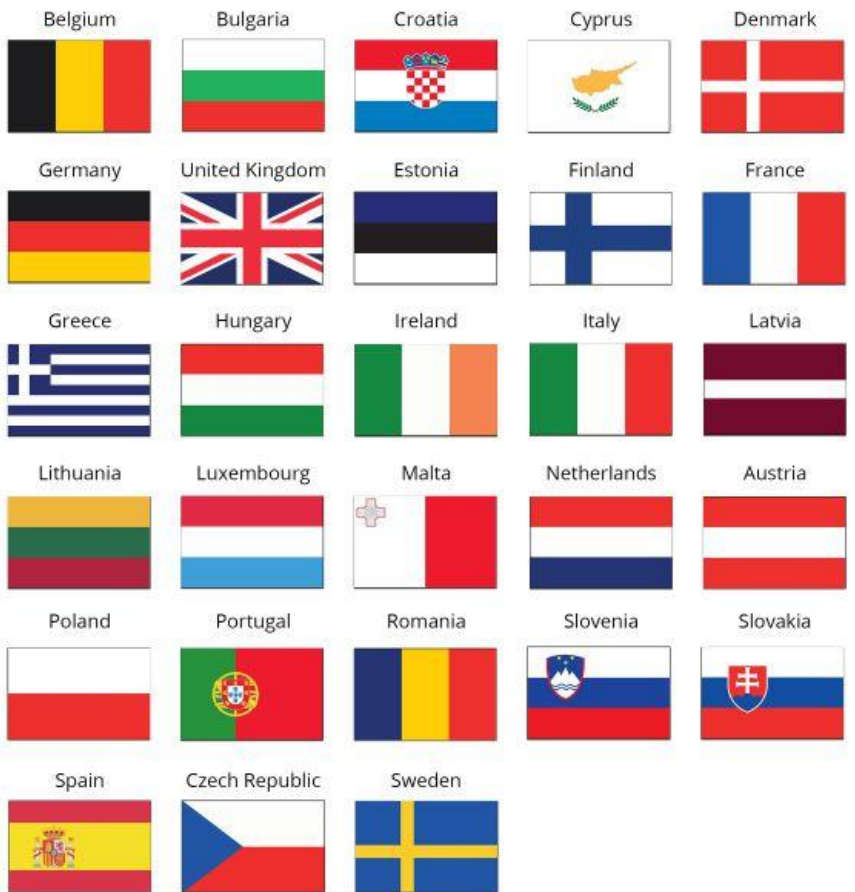 Belgium Bulgaria Croatia Cyprus Denmark
Germany United Kingdom Estonia Finland France
Greece Hungary Ireland Italy Latvia
Lithuania Luxembourg Malta Netherlands Austria
Poland Portugal Romania Slovenia Slovakia
Spain Czech Republic Sweden